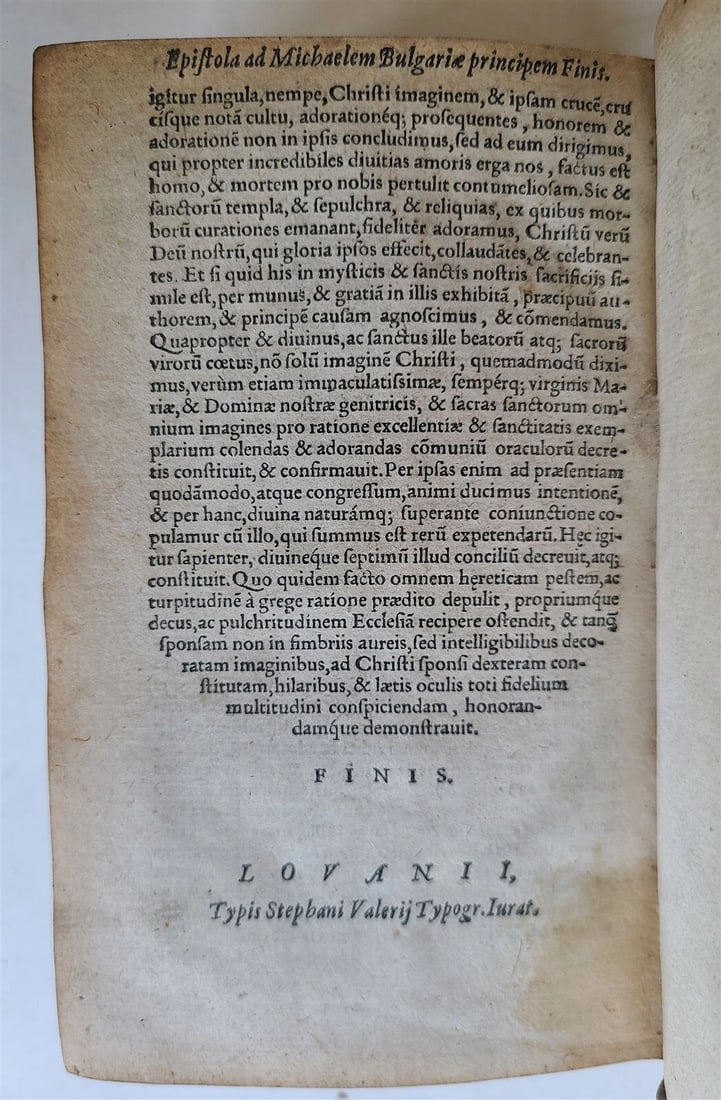 Epiſtola ad Michaelem Bulgariæ principem Finis.
igitur ſingula,nempe,Chriſti imaginem,& ipſam crucē,cru
ciſque notā cultu, adorationéq; proſequentes, honorem &
adorationē non in ipſis concludimus,ſed ad eum dirigimus,
qui propter incredibiles diuitias amoris erga nos, factus eſt
homo,& mortem pro nobis pertulit contumelioſam.Sic &
ſanctorū templa,& ſepulchra, & reliquias, ex quibus mor-
borū curationes emanant,fidelitèr adoramus, Chriſtū verū
Deū noſtrū,qui gloria ipſos effecit,collaudātes,& celebran-
tes. Et ſi quid his in myſticis & ſanctis noſtris ſacrificijs ſi-
mile eſt,per munus,& gratiā in illis exhibitā, præcipuū au-
thorem,& principē cauſam agnoſcimus, & cōmendamus.
Quapropter & diuinus,ac ſanctus ille beatorū atq; ſacrorū
virorū cœtus,nō ſolū imaginē Chriſti, quemadmodū dixi-
mus,verùm etiam immaculatiſſimæ, ſempérq; virginis Ma-
riæ,& Dominæ noſtræ genitricis, & ſacras ſanctorum om-
nium imagines pro ratione excellentiæ & ſanctitatis exem-
plarium colendas & adorandas cōmuniū oraculorū decre-
tis conſtituit,& confirmauit.Per ipſas enim ad præſentiam
quodāmodo,atque congreſſum,animi ducimus intentionē,
& per hanc,diuina naturámq; ſuperante coniunctione co-
pulamur cū illo,qui ſummus eſt rerū expetendarū.Hęc igi-
tur ſapienter, diuinéque ſeptimū illud conciliū decreuit,atq;
conſtituit.Quo quidem facto omnem hęreticam peſtem,ac
turpitudinē à grege ratione prædito depulit, propriumque
decus,ac pulchritudinem Eccleſiā recipere oſtendit, & tanq̃
ſponſam non in fimbriis aureis,ſed intelligibilibus deco-
ratam imaginibus,ad Chriſti ſponſi dexteram con-
ſtitutam,hilaribus,& lætis oculis toti fidelium
multitudini conſpiciendam, honoran-
damque demonſtrauit.
F I N I S.
L O V A N I I,
Typis Stephani Valerij Typogr.Iurat.